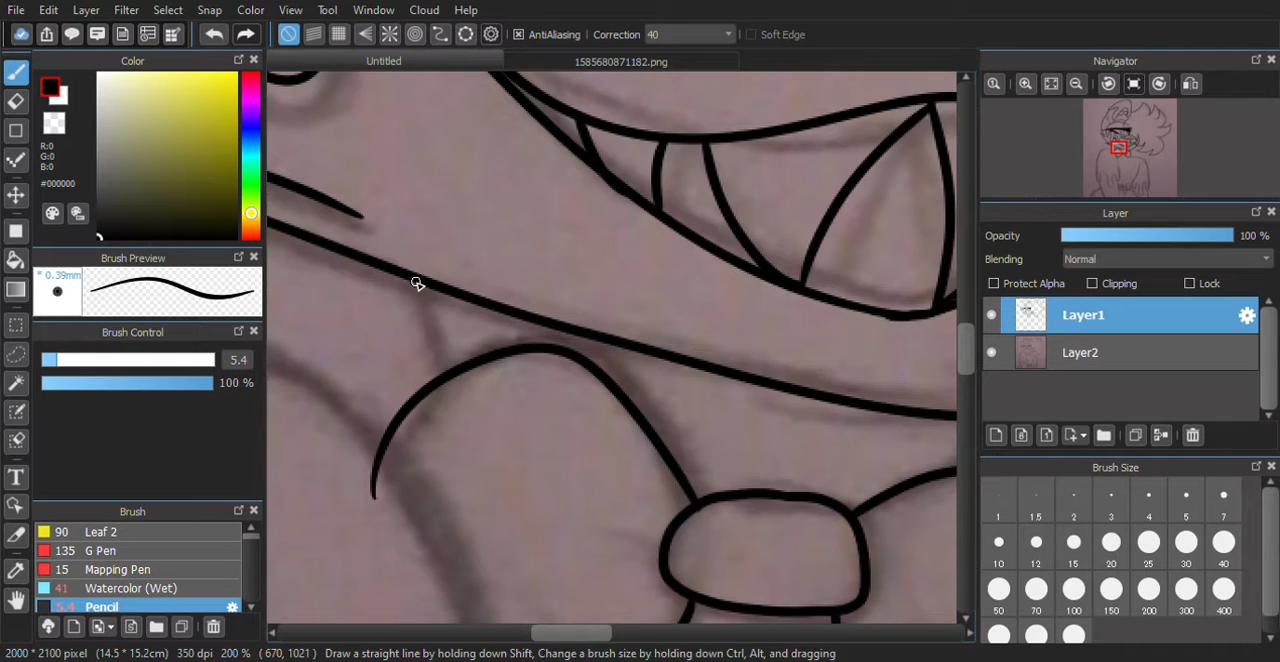 File Edit Layer Filter Select Snap Color View Tool Window Cloud Help
AntiAliasing Correction 40 Soft Edge
Untitled 1585680871182.png
Color
R:0
G:0
B:0
#000000
Brush Preview
* 0.39mm
Brush Control
5.4
100 %
Brush
90 Leaf 2
135 G Pen
15 Mapping Pen
41 Watercolor (Wet)
5.4 Pencil
Navigator
Layer
Opacity 100 %
Blending Normal
Protect Alpha Clipping Lock
Layer1
Layer2
Brush Size
1 1.5 2 3 4 5 7
10 12 15 20 25 30 40
50 70 100 150 200 300 400
2000 * 2100 pixel (14.5 * 15.2cm) 350 dpi 200 % ( 670, 1021 ) Draw a straight line by holding down Shift, Change a brush size by holding down Ctrl, Alt, and dragging